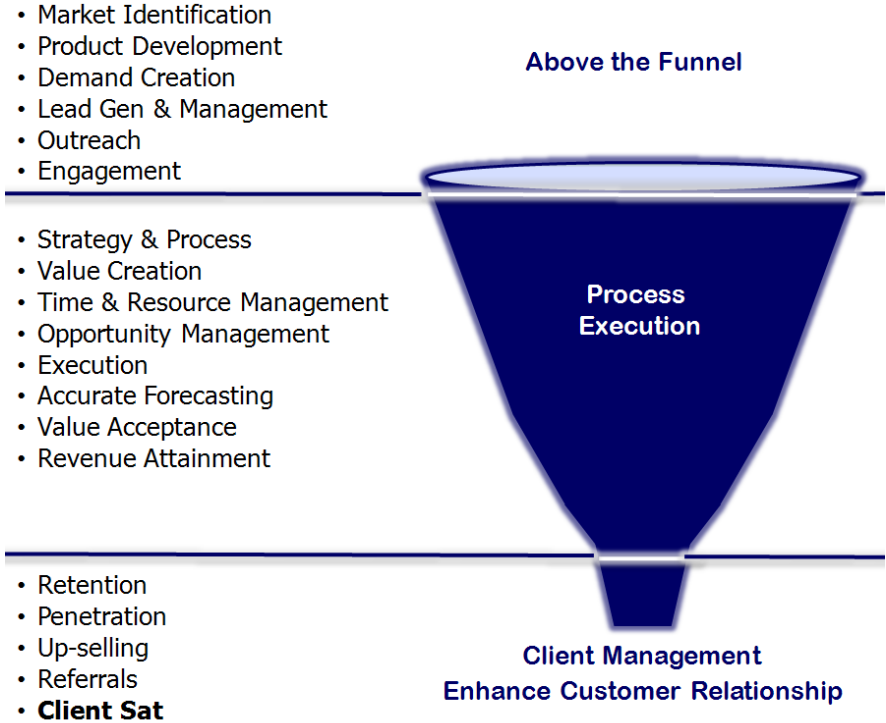 • Market Identification
• Product Development
• Demand Creation
• Lead Gen & Management
• Outreach
• Engagement
Above the Funnel
• Strategy & Process
• Value Creation
• Time & Resource Management
• Opportunity Management
• Execution
• Accurate Forecasting
• Value Acceptance
• Revenue Attainment
Process
Execution
• Retention
• Penetration
• Up-selling
• Referrals
• Client Sat
Client Management
Enhance Customer Relationship